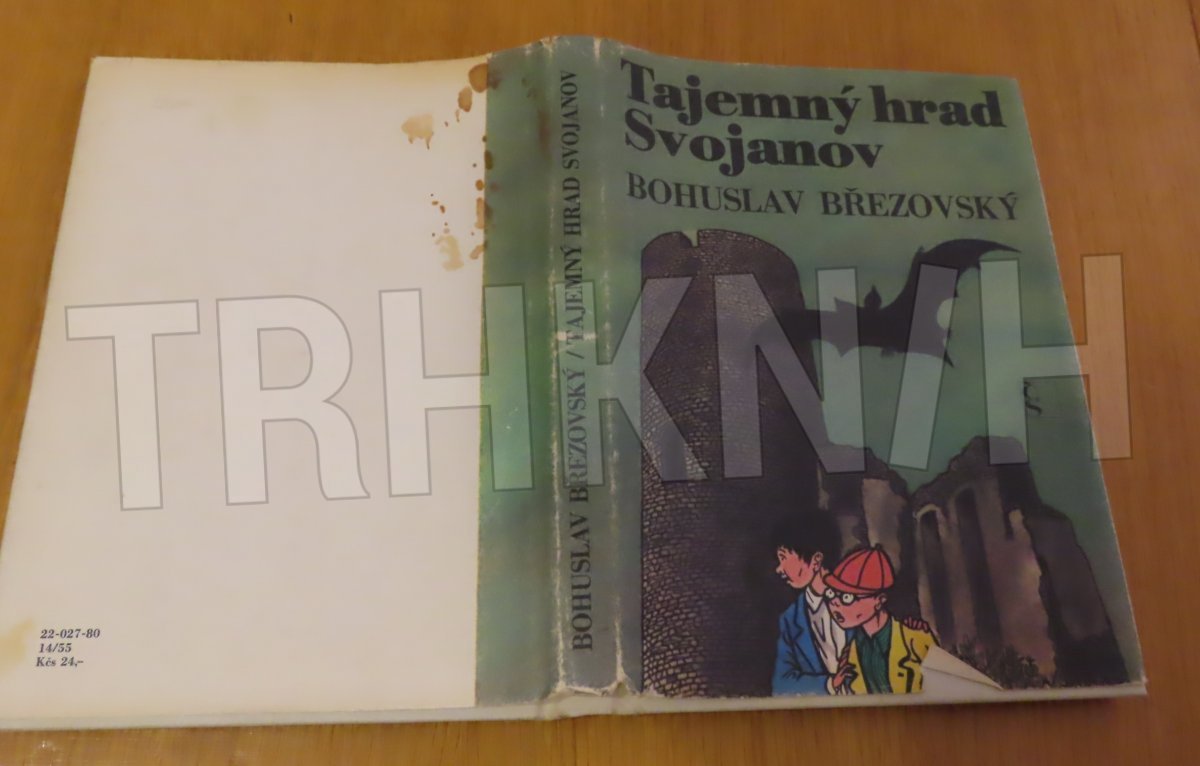 Tajemný hrad
Svojanov
BOHUSLAV BŘEZOVSKÝ
BOHUSLAV BŘEZOVSKÝ / TAJEMNÝ HRAD SVOJANOV
22-027-80
14/55
Kčs 24,-
TRHKNIH